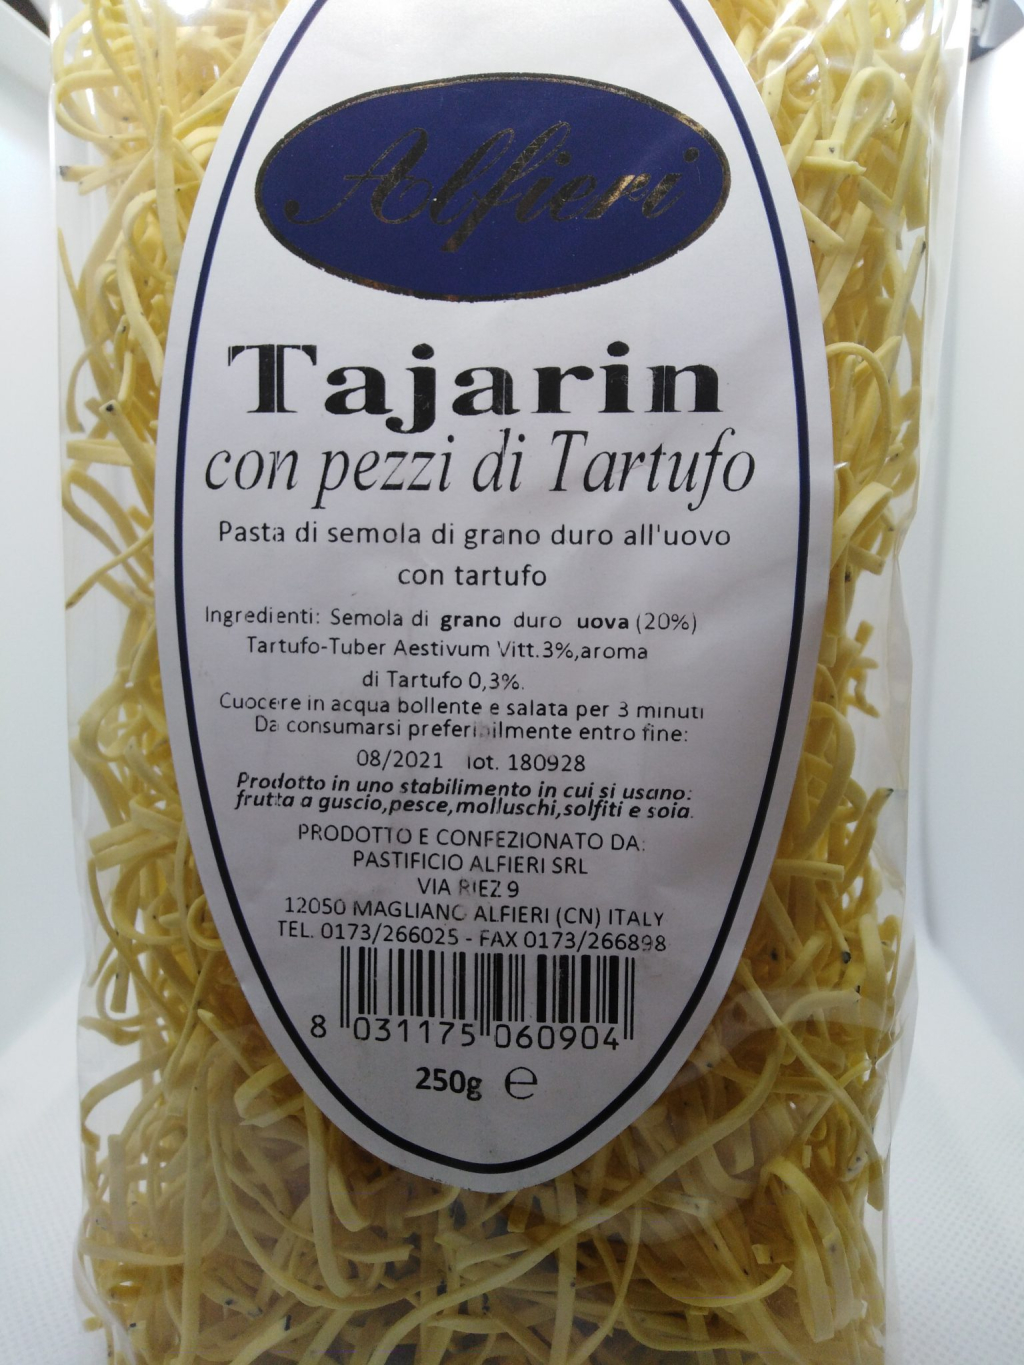 Alfieri
Tajarin
con pezzi di Tartufo
Pasta di semola di grano duro all'uovo
con tartufo
Ingredienti: Semola di grano duro uova (20%)
Tartufo-Tuber Aestivum Vitt.3%,aroma
di Tartufo 0,3%.
Cuocere in acqua bollente e salata per 3 minuti
Da consumarsi preferibilmente entro fine:
08/2021 lot. 180928
Prodotto in uno stabilimento in cui si usano:
frutta a guscio,pesce,molluschi,solfiti e soia.
PRODOTTO E CONFEZIONATO DA:
PASTIFICIO ALFIERI SRL
VIA RIEZ 9
12050 MAGLIANO ALFIERI (CN) ITALY
TEL. 0173/266025 - FAX 0173/266898
8 031175 060904
250g e